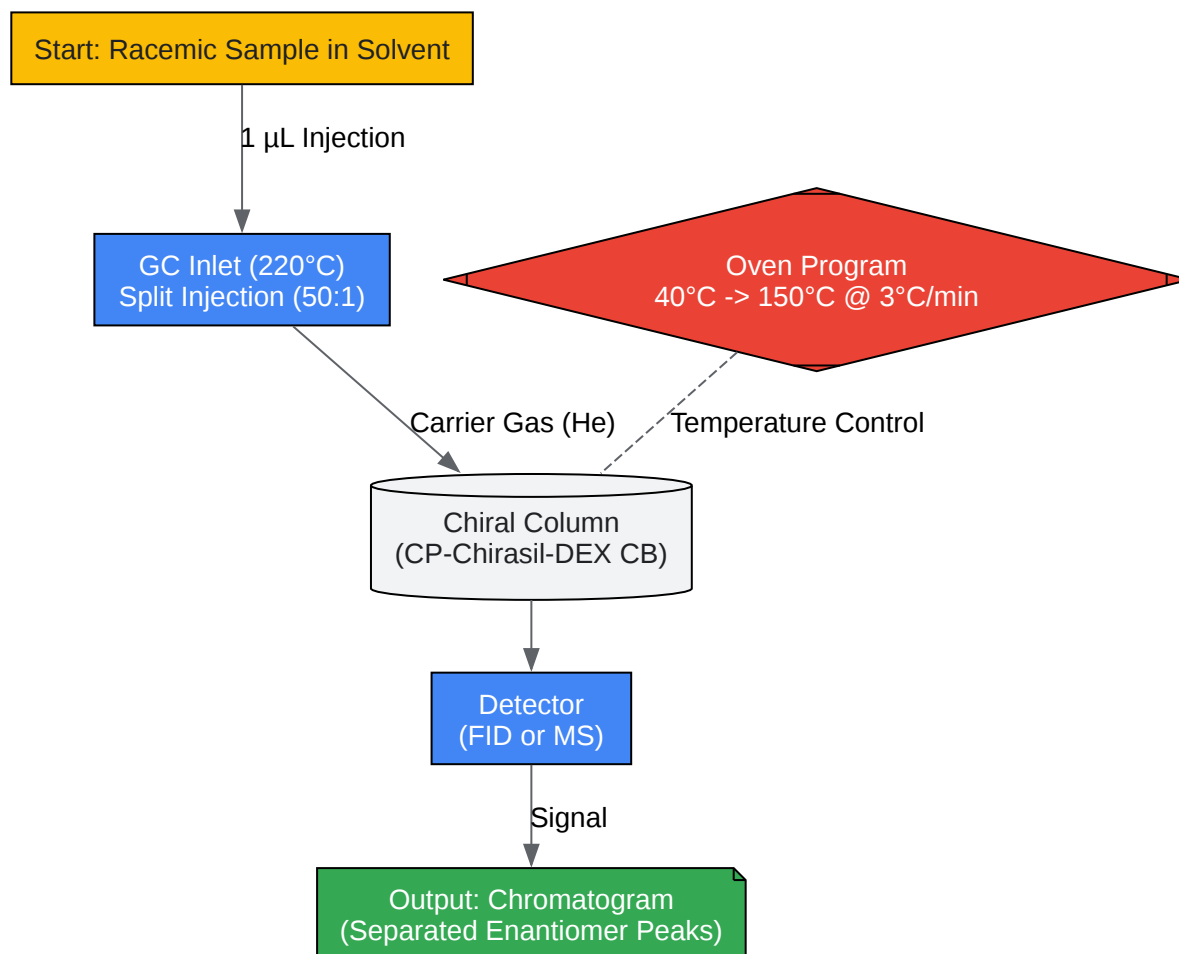 Start: Racemic Sample in Solvent
1 µL Injection
GC Inlet (220°C)
Split Injection (50:1)
Oven Program
40°C -> 150°C @ 3°C/min
Carrier Gas (He)
Temperature Control
Chiral Column
(CP-Chirasil-DEX CB)
Detector
(FID or MS)
Signal
Output: Chromatogram
(Separated Enantiomer Peaks)